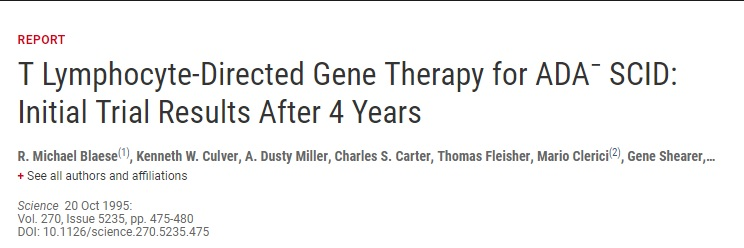 REPORT
T Lymphocyte-Directed Gene Therapy for ADA⁻ SCID:
Initial Trial Results After 4 Years
R. Michael Blaese(1), Kenneth W. Culver, A. Dusty Miller, Charles S. Carter, Thomas Fleisher, Mario Clerici(2), Gene Shearer,...
+ See all authors and affiliations
Science 20 Oct 1995:
Vol. 270, Issue 5235, pp. 475-480
DOI: 10.1126/science.270.5235.475